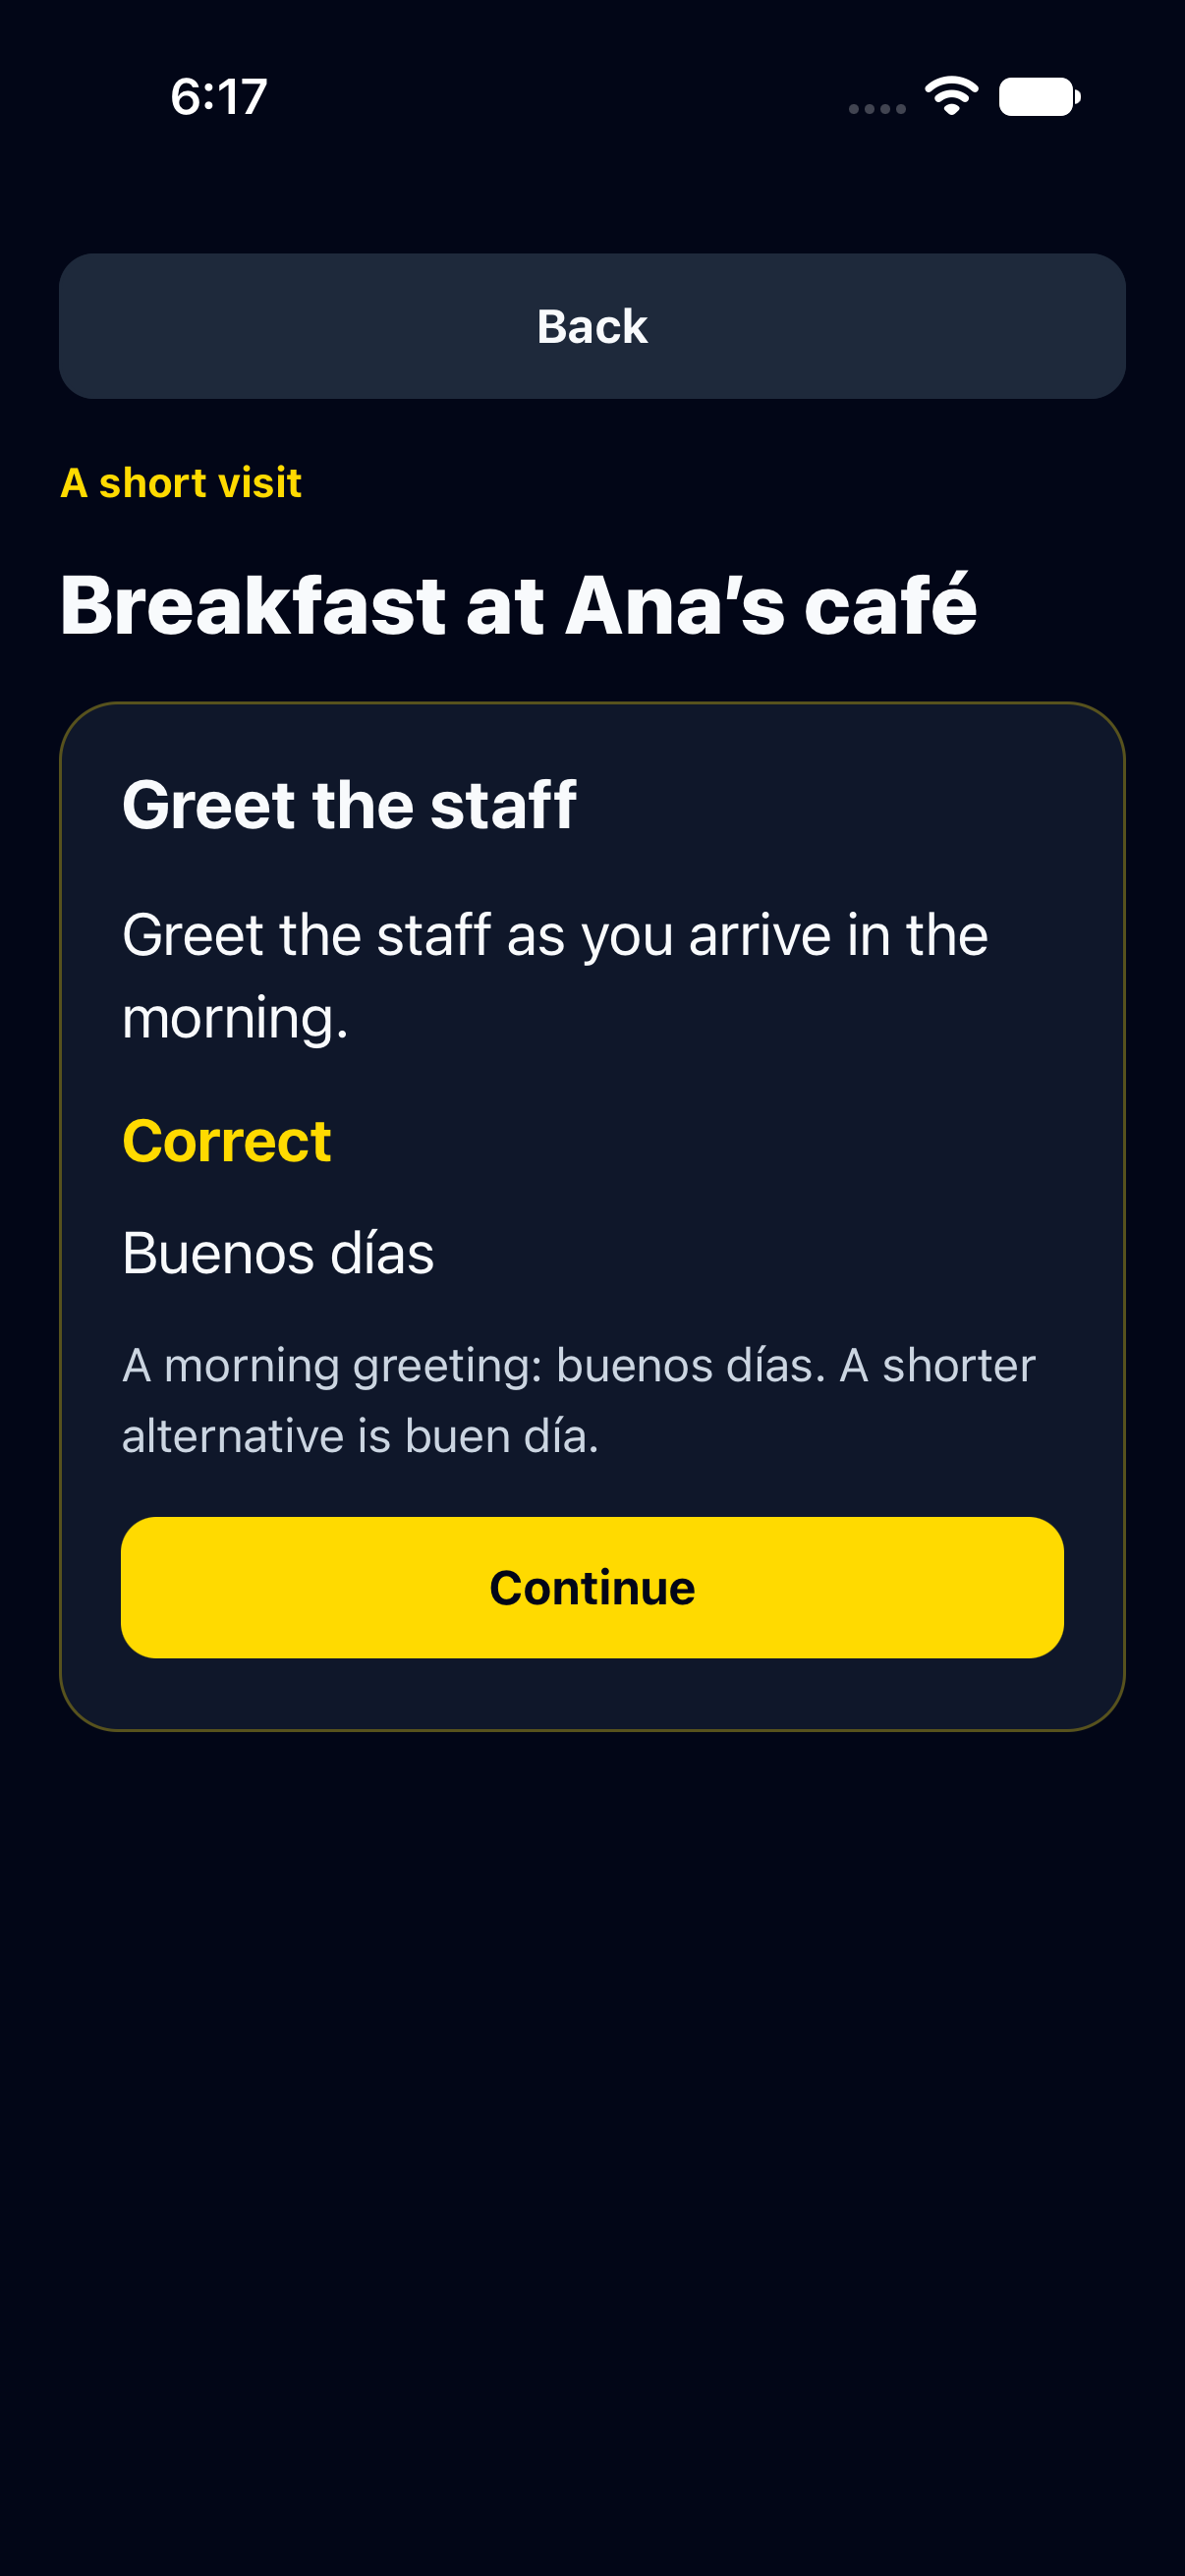 6:17
Back
A short visit
Breakfast at Ana’s café
Greet the staff
Greet the staff as you arrive in the
morning.
Correct
Buenos días
A morning greeting: buenos días. A shorter
alternative is buen día.
Continue